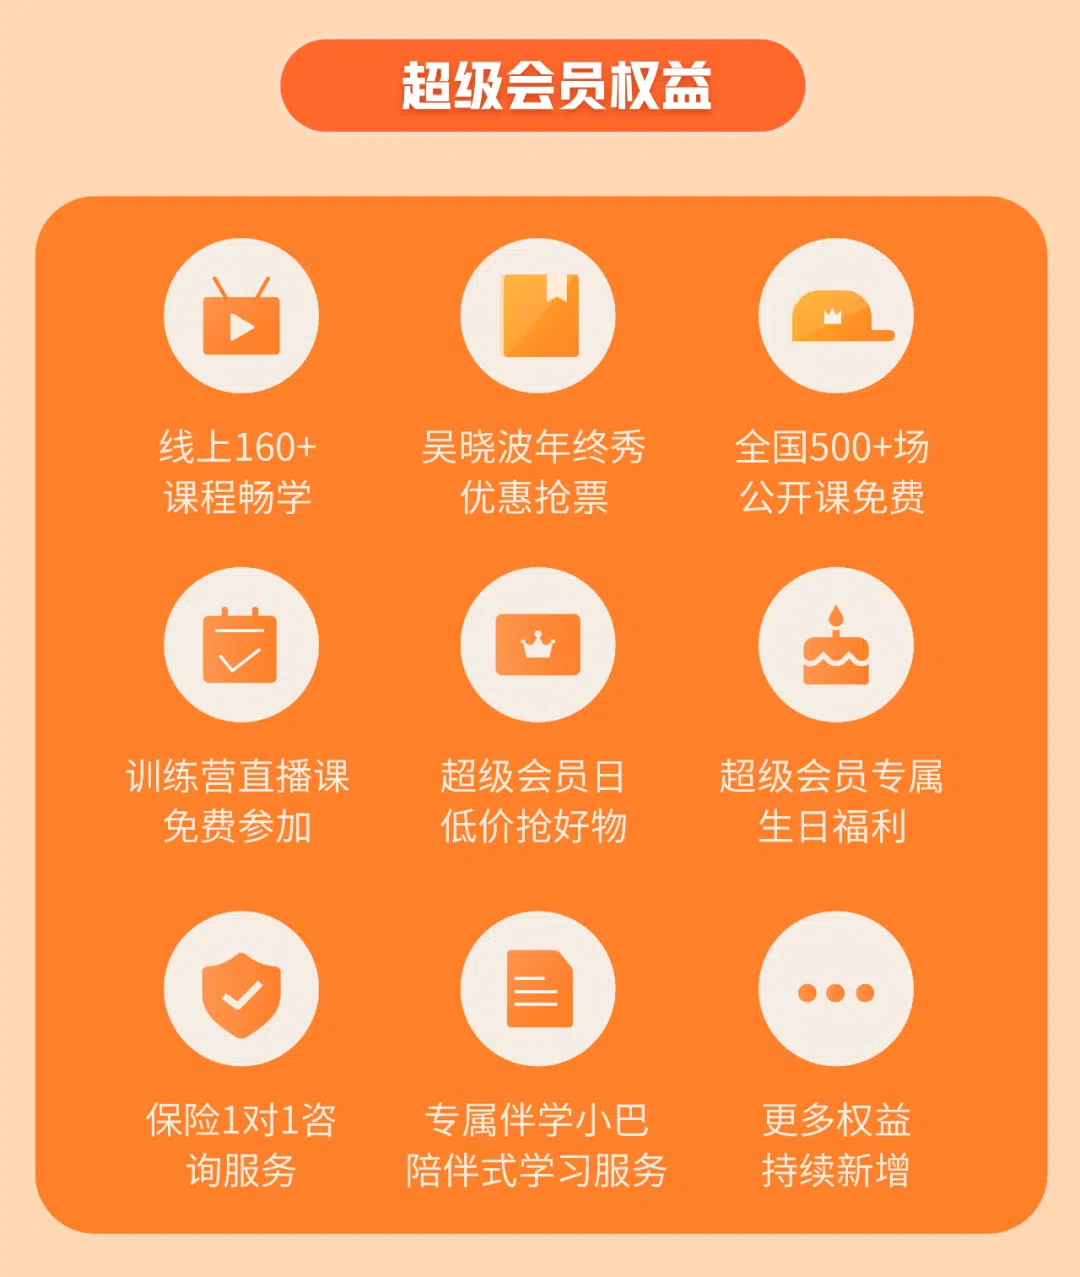 超级会员权益
线上160+
课程畅学
吴晓波年终秀
优惠抢票
全国500+场
公开课免费
训练营直播课
免费参加
超级会员日
低价抢好物
超级会员专属
生日福利
保险1对1咨
询服务
专属伴学小巴
陪伴式学习服务
更多权益
持续新增